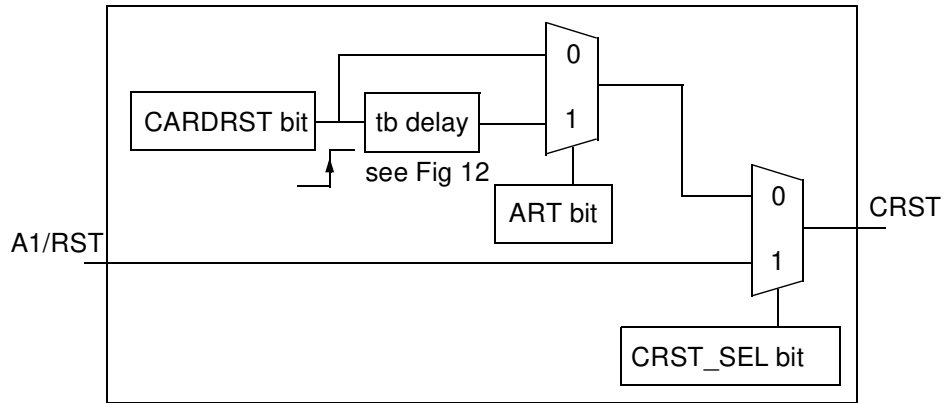 0
CARDRST bit
tb delay
1
see Fig 12
ART bit
0
CRST
A1/RST
1
CRST_SEL bit